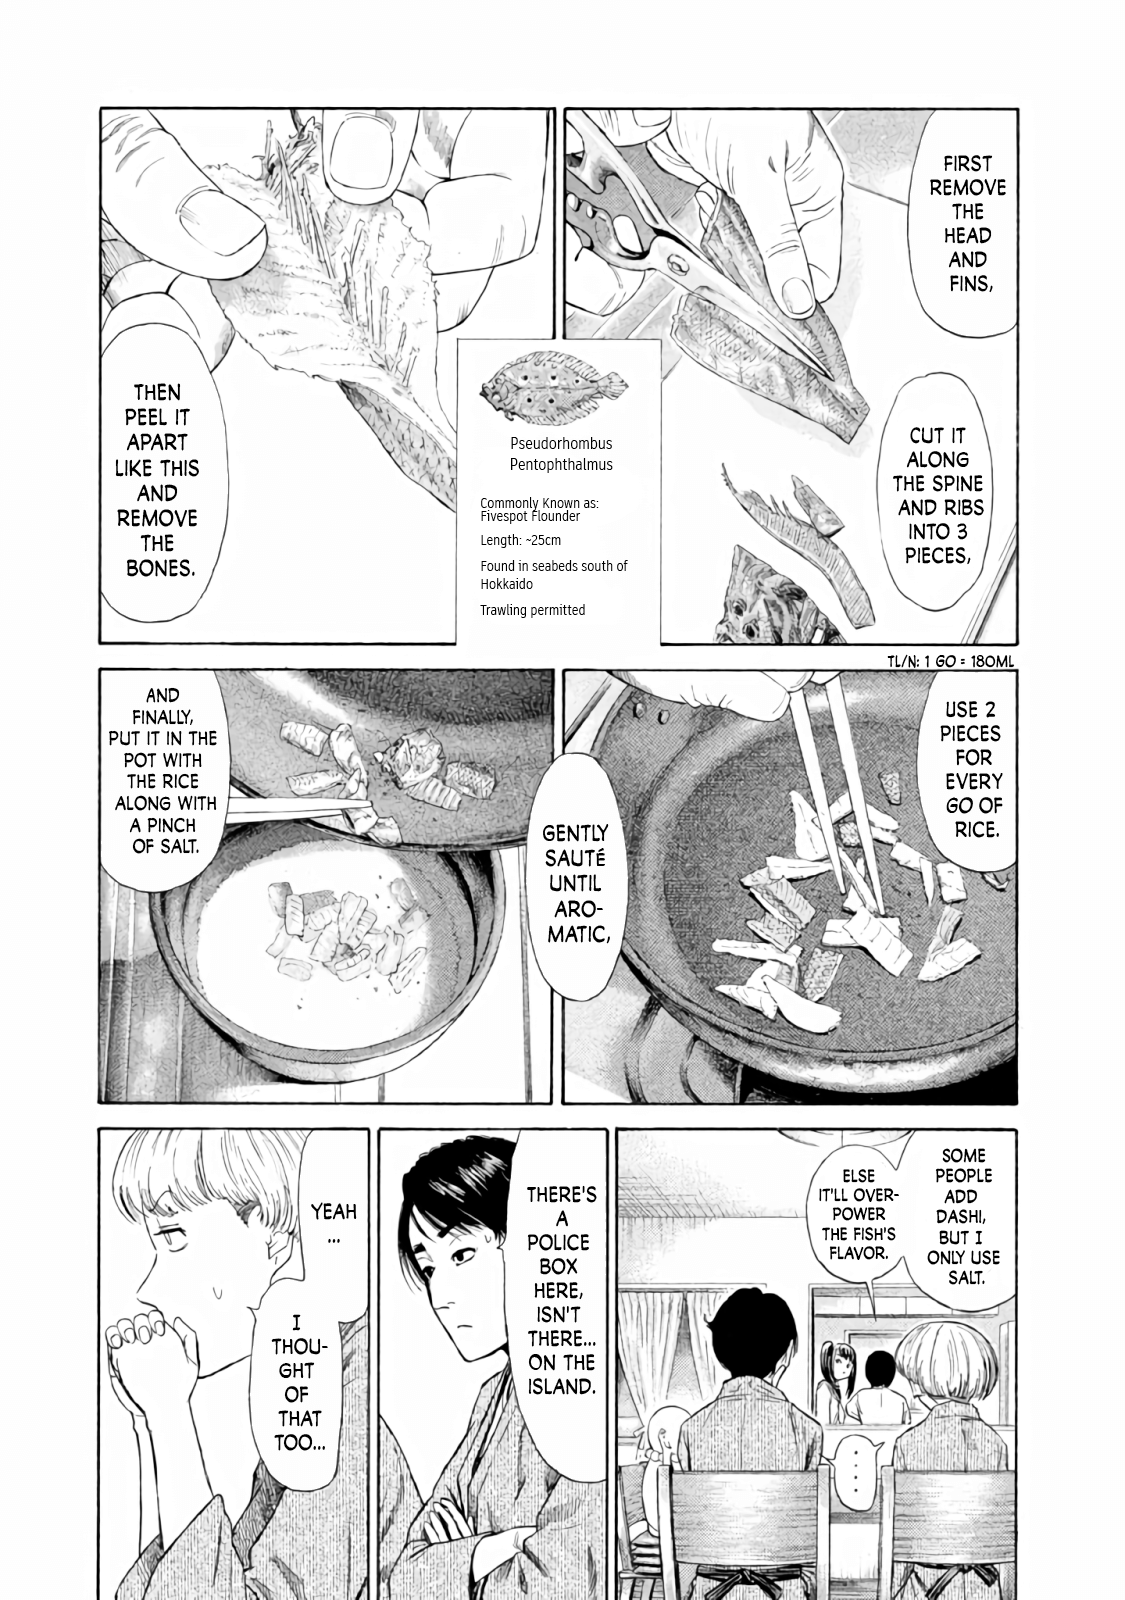 FIRST
REMOVE
THE
HEAD
AND
FINS,
CUT IT
ALONG
THE SPINE
AND RIBS
INTO 3
PIECES,
THEN
PEEL IT
APART
LIKE THIS
AND
REMOVE
THE
BONES.
Pseudorhombus
Pentophthalmus
Commonly Known as:
Fivespot Flounder
Length: ~25cm
Found in seabeds south of
Hokkaido
Trawling permitted
TL/N: 1 GO = 180ML
USE 2
PIECES
FOR
EVERY
GO OF
RICE.
GENTLY
SAUTÉ
UNTIL
ARO-
MATIC,
AND
FINALLY,
PUT IT IN THE
POT WITH
THE RICE
ALONG WITH
A PINCH
OF SALT.
SOME
PEOPLE
ADD
DASHI,
BUT I
ONLY USE
SALT.
ELSE
IT'LL OVER-
POWER
THE FISH'S
FLAVOR.
....
THERE'S
A
POLICE
BOX
HERE,
ISN'T
THERE...
ON THE
ISLAND.
YEAH
...
I
THOU-
GHT
OF
THAT
TOO...